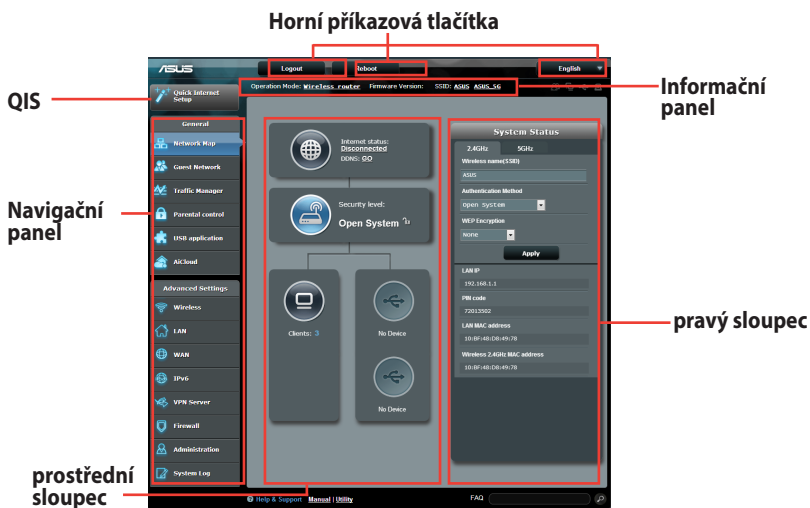 Horní příkazová tlačítka
QIS
Navigační
panel
prostřední
sloupec
Informační
panel
pravý sloupec
ASUS
Logout
Reboot
English
Quick Internet
Setup
Operation Mode: Wireless router Firmware Version: SSID: ASUS ASUS_5G
General
Network Map
Guest Network
Traffic Manager
Parental control
USB application
AiCloud
Advanced Settings
Wireless
LAN
WAN
IPv6
VPN Server
Firewall
Administration
System Log
Internet status:
Disconnected
DDNS: GO
Security level:
Open System
Clients: 3
No Device
No Device
System Status
2.4GHz 5GHz
Wireless name(SSID)
ASUS
Authentication Method
Open System
WEP Encryption
None
Apply
LAN IP
192.168.1.1
PIN code
72013502
LAN MAC address
10:BF:48:D8:49:78
Wireless 2.4GHz MAC address
10:BF:48:D8:49:78
Help & Support Manual | Utility
FAQ